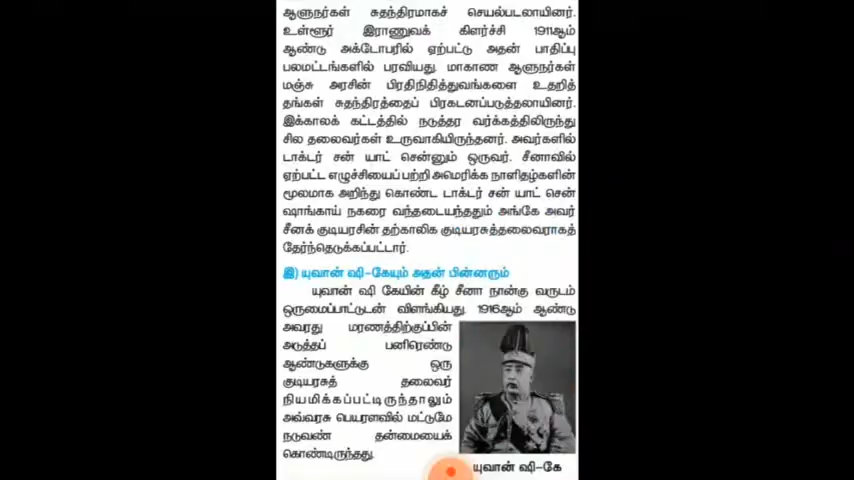 ஆளுநர்கள் சுதந்திரமாகச் செயல்படலாயினர்.
உள்ளூர் இராணுவக் கிளர்ச்சி 1911ஆம்
ஆண்டு அக்டோபரில் ஏற்பட்டு அதன் பாதிப்பு
பலமட்டங்களில் பரவியது. மாகாண ஆளுநர்கள்
மஞ்சு அரசின் பிரதிநிதித்துவங்களை உதறித்
தங்கள் சுதந்திரத்தைப் பிரகடனப்படுத்தலாயினர்.
இக்காலக் கட்டத்தில் நடுத்தர வர்க்கத்திலிருந்து
சில தலைவர்கள் உருவாகியிருந்தனர். அவர்களில்
டாக்டர் சன் யாட் சென்னும் ஒருவர். சீனாவில்
ஏற்பட்ட எழுச்சியைப் பற்றி அமெரிக்க நாளிதழ்களின்
மூலமாக அறிந்து கொண்ட டாக்டர் சன் யாட் சென்
ஷாங்காய் நகரை வந்தடையந்ததும் அங்கே அவர்
சீனக் குடியரசின் தற்காலிக குடியரசுத்தலைவராகத்
தேர்ந்தெடுக்கப்பட்டார்.
இ) யுவான் ஷி-கேயும் அதன் பின்னரும்
யுவான் ஷி கேயின் கீழ் சீனா நான்கு வருடம்
ஒருமைப்பாட்டுடன் விளங்கியது. 1916ஆம் ஆண்டு
அவரது மரணத்திற்குப்பின்
அடுத்தப் பனிரெண்டு
ஆண்டுகளுக்கு ஒரு
குடியரசுத் தலைவர்
நியமிக்கப்பட்டிருந்தாலும்
அவ்வரசு பெயரளவில் மட்டுமே
நடுவண் தன்மையைக்
கொண்டிருந்தது.
யுவான் ஷி-கே